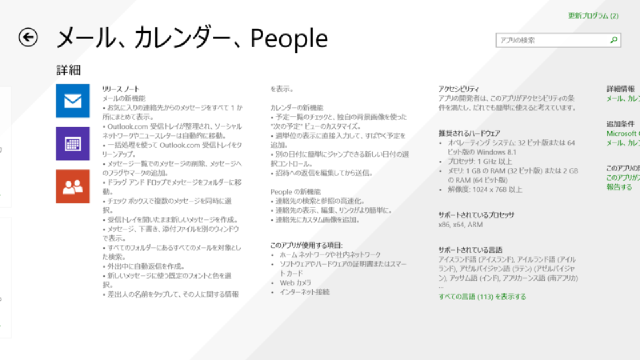 更新プログラム (2)
メール、カレンダー、People
アプリの検索
詳細
リリース ノート
メールの新機能
• お気に入りの連絡先からのメッセージをすべて 1 か
所にまとめて表示。
• Outlook.com 受信トレイが整理され、ソーシャル
ネットワークやニュースレターは自動的に移動。
• 一括処理を使って Outlook.com 受信トレイをク
リーンアップ。
• メッセージ一覧でのメッセージの削除、メッセージへ
のフラグやマークの追加。
• ドラッグ アンド ドロップでメッセージをフォルダーに移
動。
• チェック ボックスで複数のメッセージを同時に選
択。
• 受信トレイを開いたまま新しいメッセージを作成。
• メッセージ、下書き、添付ファイルを別のウィンドウ
で表示。
• すべてのフォルダーにあるすべてのメールを対象とし
た検索。
• 外出中に自動返信を作成。
• 新しいメッセージに使う既定のフォントと色を選
択。
• 差出人の名前をタップして、その人に関する情報
を表示。
カレンダーの新機能
• 予定一覧のチェックと、独自の背景画像を使った
"次の予定" ビューのカスタマイズ。
• 週単位の表示に直接入力して、すばやく予定を
追加。
• 別の日付に簡単にジャンプできる新しい日付の選
択コントロール。
• 招待への返信を編集してから送信。
People の新機能
• 連絡先の検索と参照の高速化。
• 連絡先の表示、編集、リンクがより簡単に。
• 連絡先にカスタム画像を追加。
このアプリが使用する項目:
• ホーム ネットワークや社内ネットワーク
• ソフトウェアやハードウェアの証明書またはスマー
ト カード
• Web カメラ
• インターネット接続
アクセシビリティ
アプリの開発者は、このアプリがアクセシビリティの条
件を満たし、だれでも簡単に使えると考えています。
推奨されるハードウェア
• オペレーティング システム: 32 ビット版または 64
ビット版の Windows 8.1
• プロセッサ: 1 GHz 以上
• メモリ: 1 GB の RAM (32 ビット版) または 2 GB
の RAM (64 ビット版)
• 解像度: 1024 x 768 以上
サポートされているプロセッサ
x86, x64, ARM
サポートされている言語
アイスランド語 (アイスランド), アイルランド語 (アイル
ランド), アゼルバイジャン語 (ラテン) (アゼルバイジャ
ン), アッサム語 (インド), アフリカーンス語 (南アフリカ)
...
すべての言語 (113) を表示する
詳細情報
メール、カレ
追加条件
Microsoft
メール、カレ
このアプリの
このアプリが
報告する